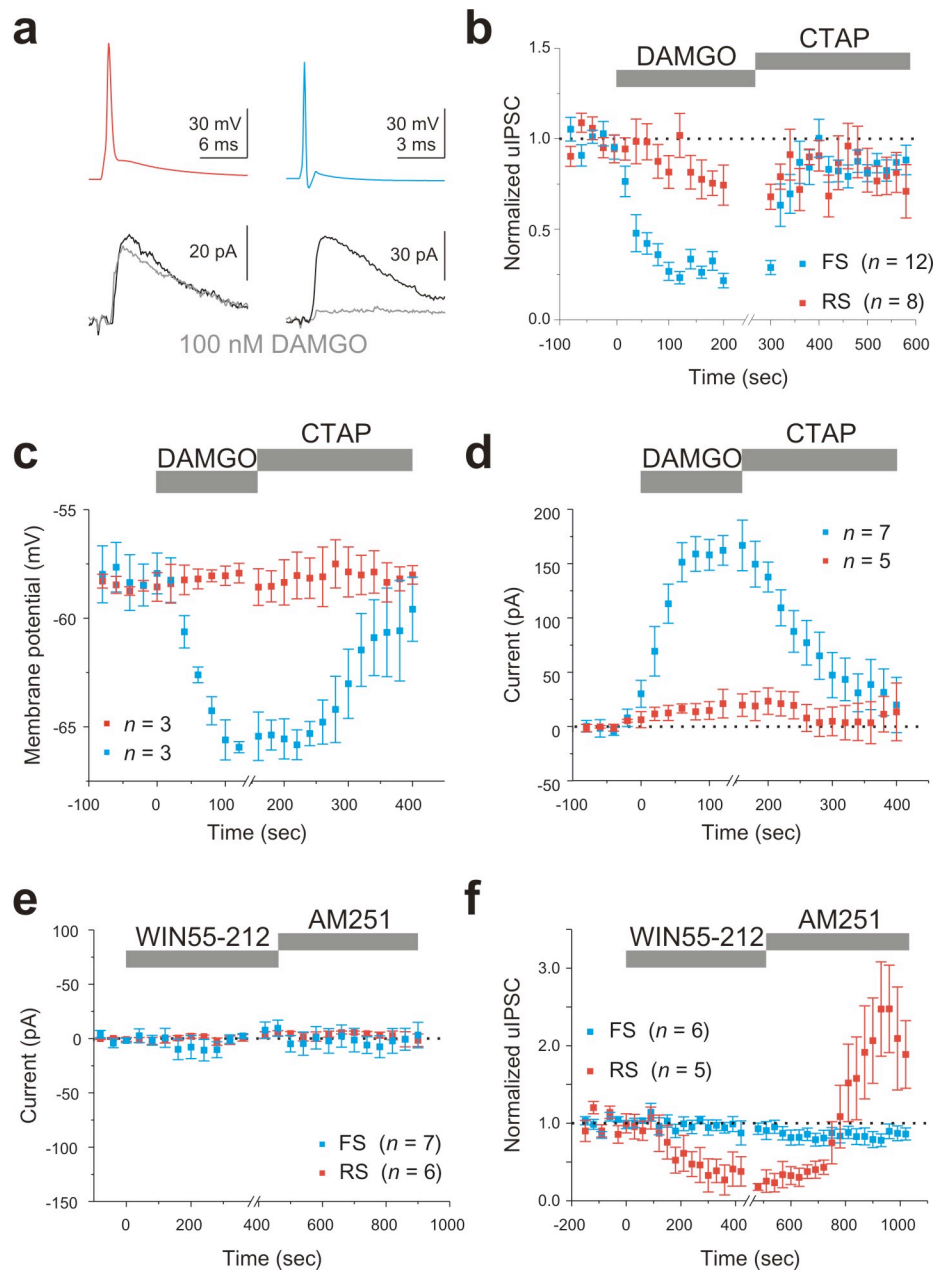 a
30 mV
6 ms
30 mV
3 ms
20 pA
30 pA
100 nM DAMGO
b
CTAP
DAMGO
1.5
1.0
0.5
0.0
Normalized uIPSC
FS (n = 12)
RS (n = 8)
-100 0 100 200 300 400 500 600
Time (sec)
c
CTAP
DAMGO
-55
-60
-65
Membrane potential (mV)
n = 3
n = 3
-100 0 100 200 300 400
Time (sec)
d
CTAP
DAMGO
200
150
100
50
0
-50
Current (pA)
n = 7
n = 5
-100 0 100 200 400
Time (sec)
e
AM251
WIN55-212
100
-50
0
-50
-100
-150
Current (pA)
FS (n = 7)
RS (n = 6)
0 200 400 600 800 1000
Time (sec)
f
AM251
WIN55-212
3.0
2.0
1.0
0.0
Normalized uIPSC
FS (n = 6)
RS (n = 5)
-200 0 200 400 600 800 1000
Time (sec)